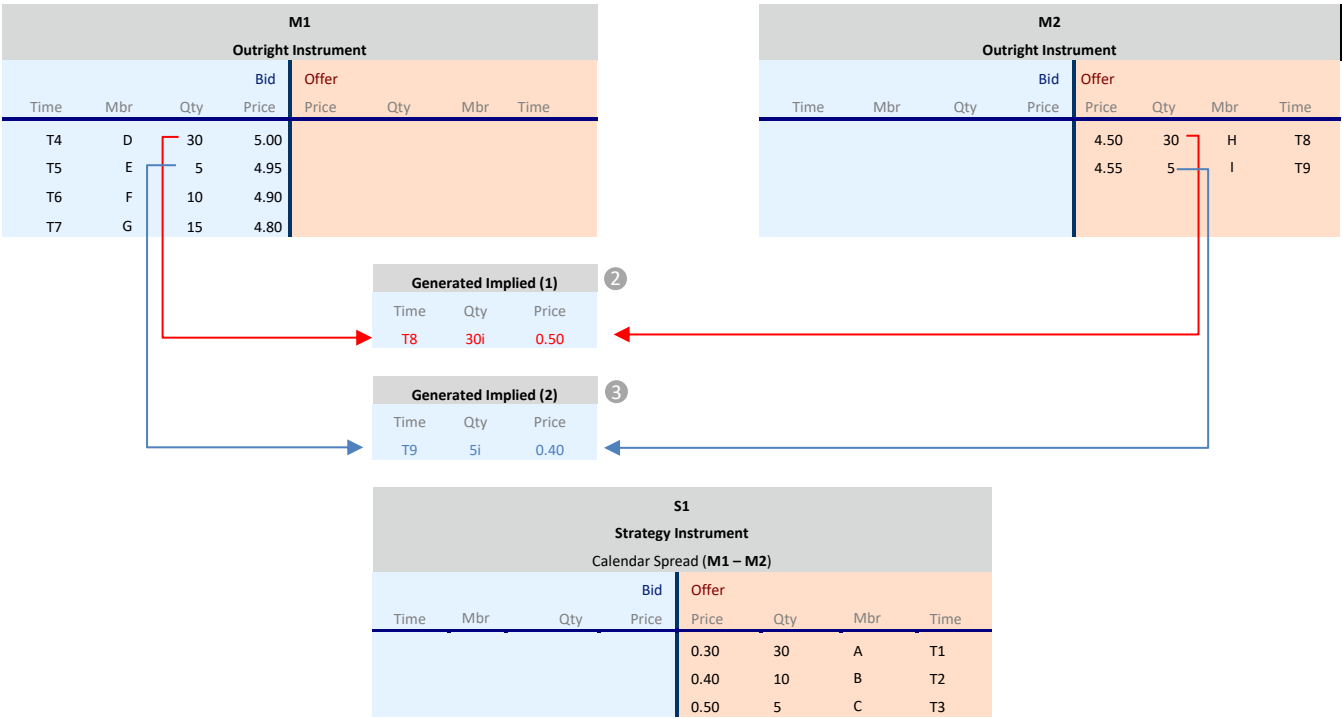 M1
Outright Instrument
Bid Offer
Time Mbr Qty Price Price Qty Mbr Time
T4 D 30 5.00
T5 E 5 4.95
T6 F 10 4.90
T7 G 15 4.80
M2
Outright Instrument
Bid Offer
Time Mbr Qty Price Price Qty Mbr Time
4.50 30 H T8
4.55 5 I T9
Generated Implied (1) 2
Time Qty Price
T8 30i 0.50
Generated Implied (2) 3
Time Qty Price
T9 5i 0.40
S1
Strategy Instrument
Calendar Spread (M1 – M2)
Bid Offer
Time Mbr Qty Price Price Qty Mbr Time
0.30 30 A T1
0.40 10 B T2
0.50 5 C T3